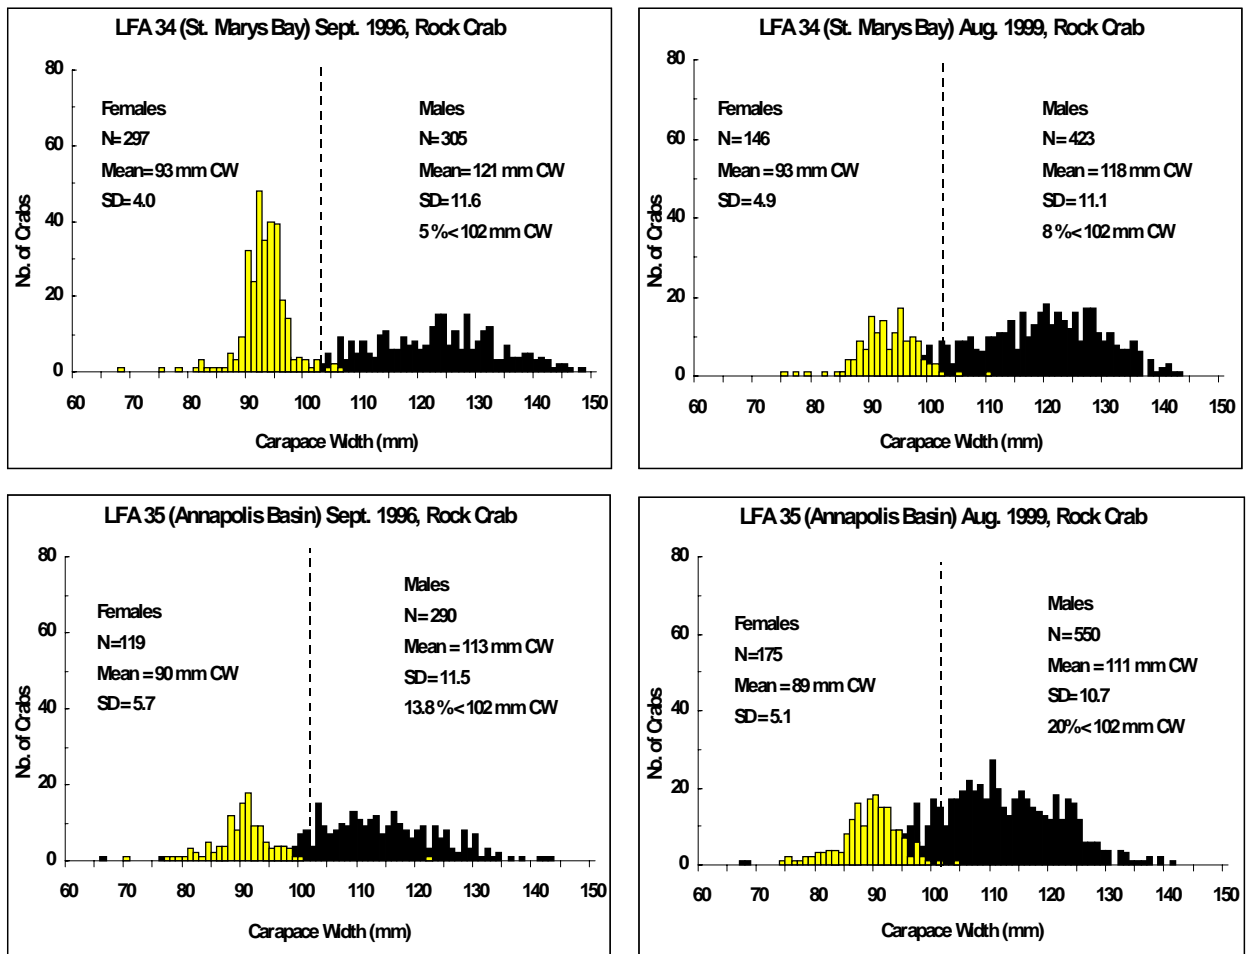 LFA 34 (St. Marys Bay) Sept. 1996, Rock Crab
80
60
40
20
0
No. of Crabs
Females
N= 297
Mean= 93 mm CW
SD= 4.0
Males
N= 305
Mean= 121 mm CW
SD= 11.6
5 %< 102 mm CW
60 70 80 90 100 110 120 130 140 150
Carapace Width (mm)
LFA 34 (St. Marys Bay) Aug. 1999, Rock Crab
80
60
40
20
0
No. of Crabs
Females
N= 146
Mean = 93 mm CW
SD= 4.9
Males
N= 423
Mean = 118 mm CW
SD= 11.1
8 %< 102 mm CW
60 70 80 90 100 110 120 130 140 150
Carapace Width (mm)
LFA 35 (Annapolis Basin) Sept. 1996, Rock Crab
80
60
40
20
0
No. of Crabs
Females
N=119
Mean = 90 mm CW
SD= 5.7
Males
N = 290
Mean = 113 mm CW
SD = 11.5
13.8 %< 102 mm CW
60 70 80 90 100 110 120 130 140 150
Carapace Width (mm)
LFA 35 (Annapolis Basin) Aug. 1999, Rock Crab
80
60
40
20
0
No. of Crabs
Females
N=175
Mean = 89 mm CW
SD= 5.1
Males
N = 550
Mean = 111 mm CW
SD= 10.7
20%< 102 mm CW
60 70 80 90 100 110 120 130 140 150
Carapace Width (mm)